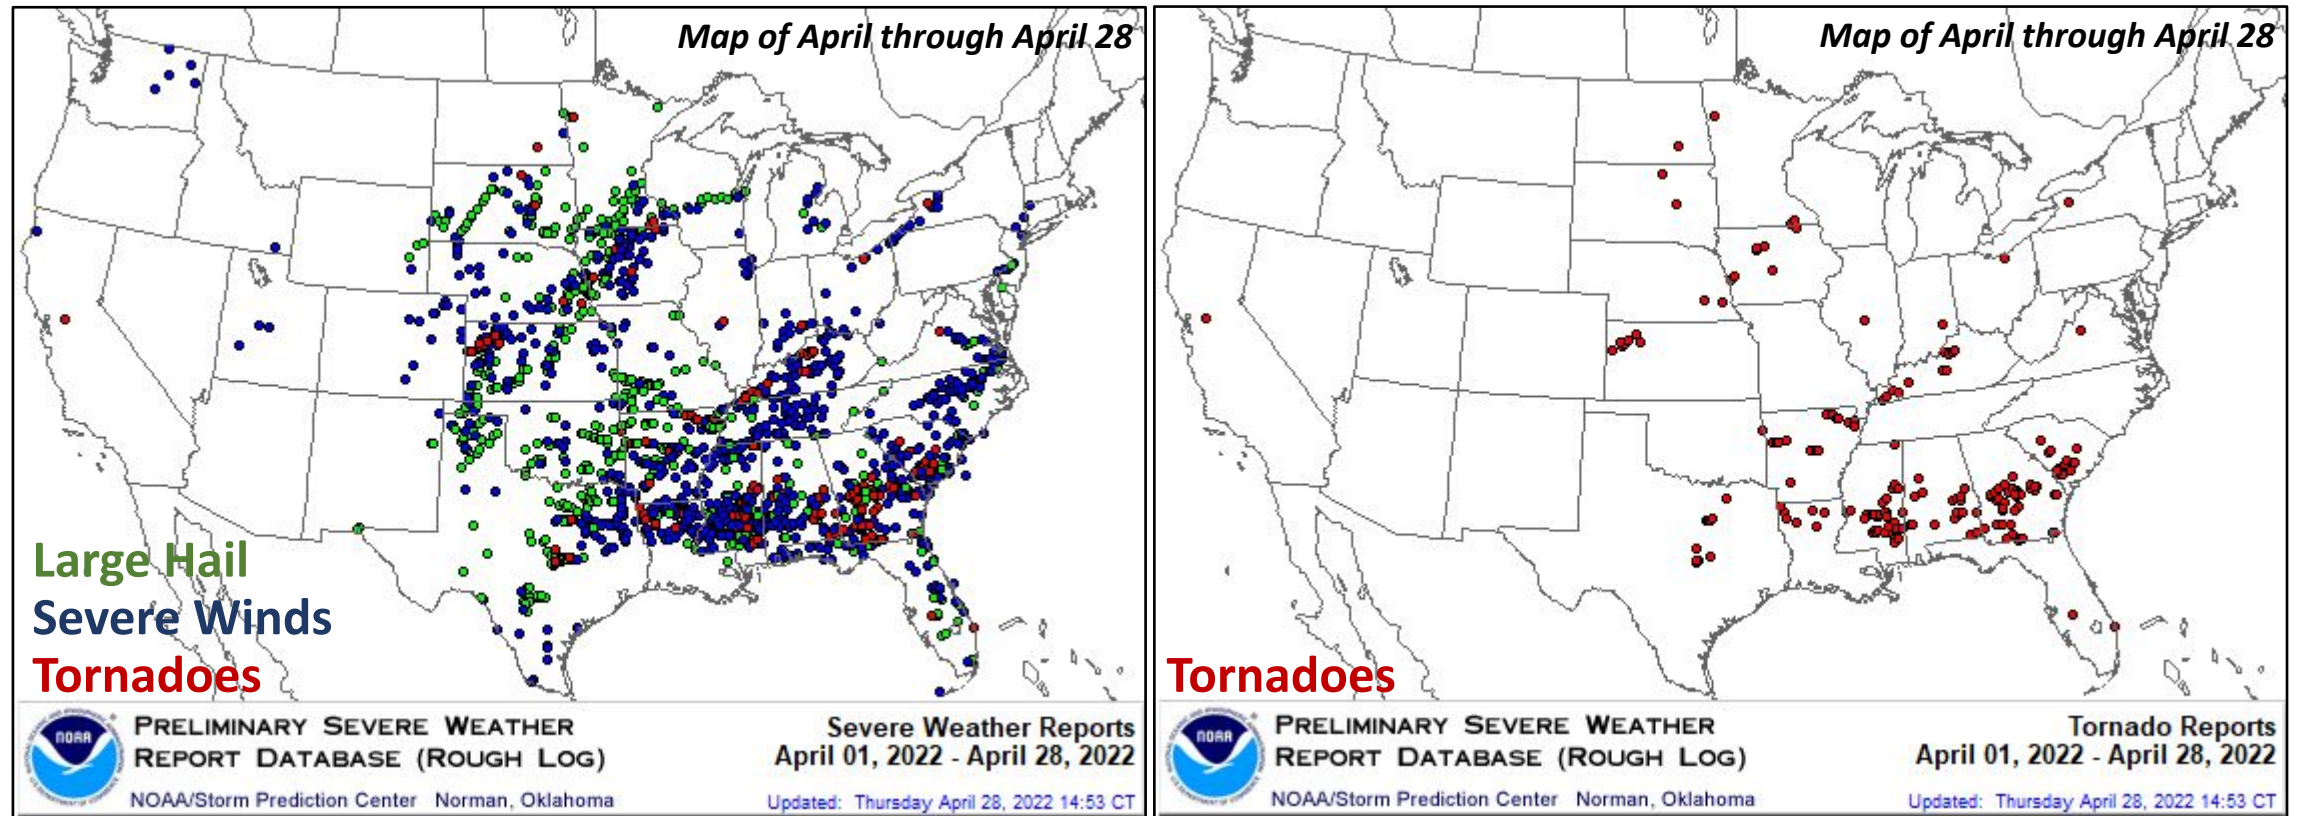 Map of April through April 28
Large Hail
Severe Winds
Tornadoes
NOAA
PRELIMINARY SEVERE WEATHER
REPORT DATABASE (ROUGH LOG)
NOAA/Storm Prediction Center Norman, Oklahoma
Severe Weather Reports
April 01, 2022 - April 28, 2022
Updated: Thursday April 28, 2022 14:53 CT
Map of April through April 28
Tornadoes
NOAA
PRELIMINARY SEVERE WEATHER
REPORT DATABASE (ROUGH LOG)
NOAA/Storm Prediction Center Norman, Oklahoma
Tornado Reports
April 01, 2022 - April 28, 2022
Updated: Thursday April 28, 2022 14:53 CT